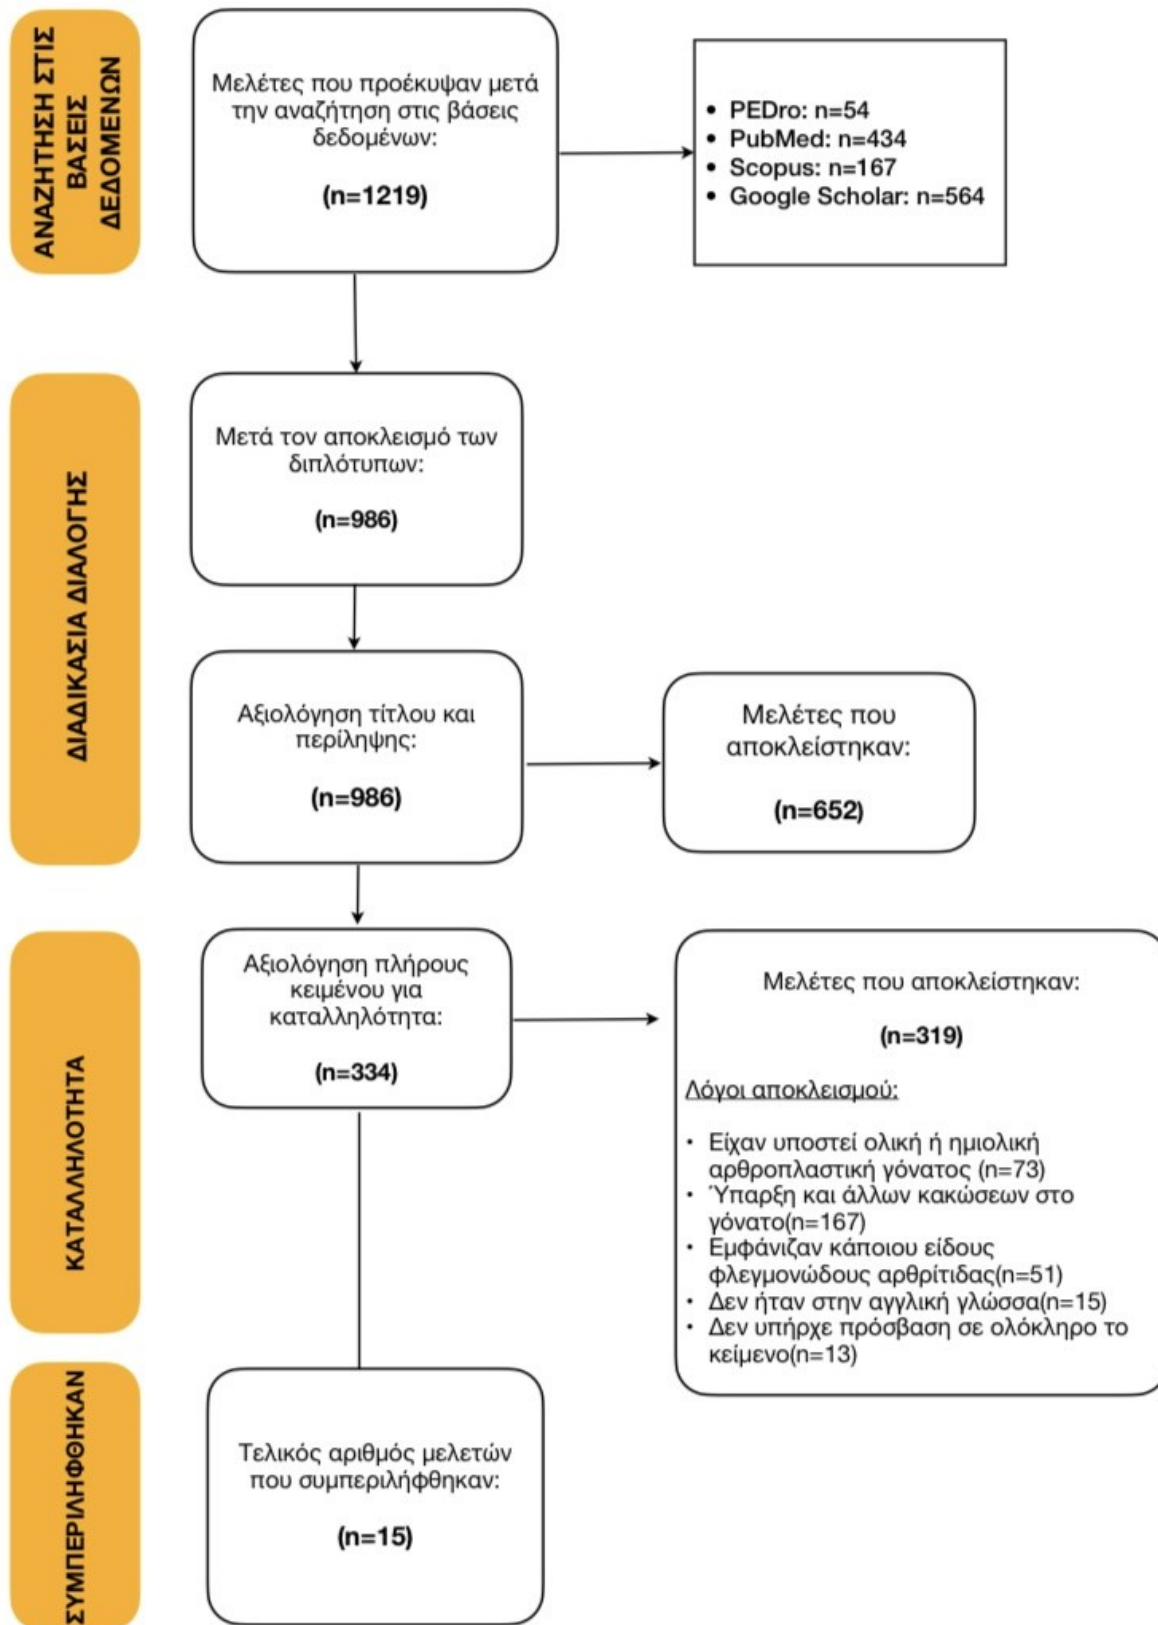 ΑΝΑΖΗΤΗΣΗ ΣΤΙΣ
ΒΑΣΕΙΣ
ΔΕΔΟΜΕΝΩΝ
Μελέτες που προέκυψαν μετά
την αναζήτηση στις βάσεις
δεδομένων:
(n=1219)
• PEDro: n=54
• PubMed: n=434
• Scopus: n=167
• Google Scholar: n=564
ΔΙΑΔΙΚΑΣΙΑ ΔΙΑΛΟΓΗΣ
Μετά τον αποκλεισμό των
διπλότυπων:
(n=986)
Αξιολόγηση τίτλου και
περίληψης:
(n=986)
Μελέτες που
αποκλείστηκαν:
(n=652)
ΚΑΤΑΛΛΗΛΟΤΗΤΑ
Αξιολόγηση πλήρους
κειμένου για
καταλληλότητα:
(n=334)
Μελέτες που αποκλείστηκαν:
(n=319)
Λόγοι αποκλεισμού:
• Είχαν υποστεί ολική ή ημιολική
αρθροπλαστική γόνατος (n=73)
• Ύπαρξη και άλλων κακώσεων στο
γόνατο(n=167)
• Εμφάνιζαν κάποιου είδους
φλεγμονώδους αρθρίτιδας(n=51)
• Δεν ήταν στην αγγλική γλώσσα(n=15)
• Δεν υπήρχε πρόσβαση σε ολόκληρο το
κείμενο(n=13)
ΣΥΜΠΕΡΙΛΗΦΘΗΚΑΝ
Τελικός αριθμός μελετών
που συμπεριλήφθηκαν:
(n=15)